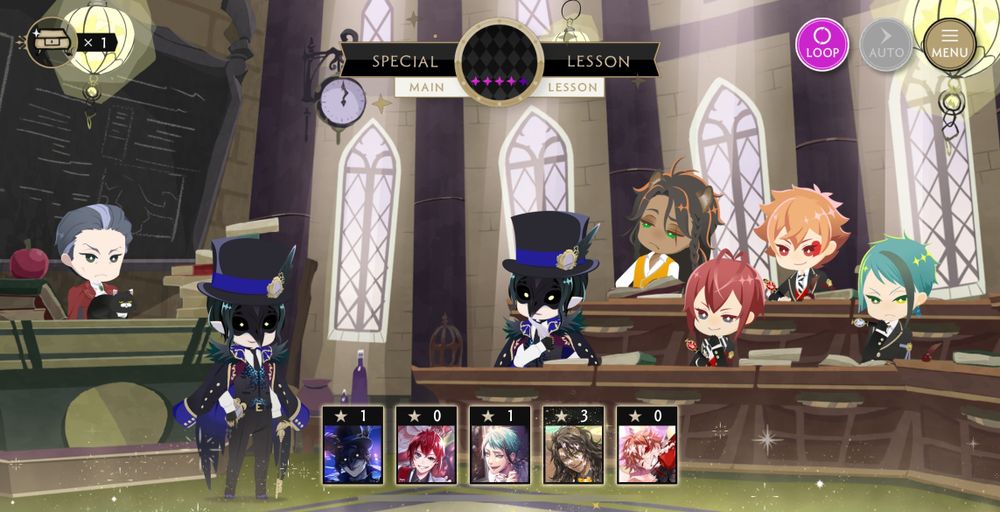 × 1
SPECIAL LESSON
MAIN LESSON
LOOP
AUTO
MENU
★ 1
★ 0
★ 1
★ 3
★ 0